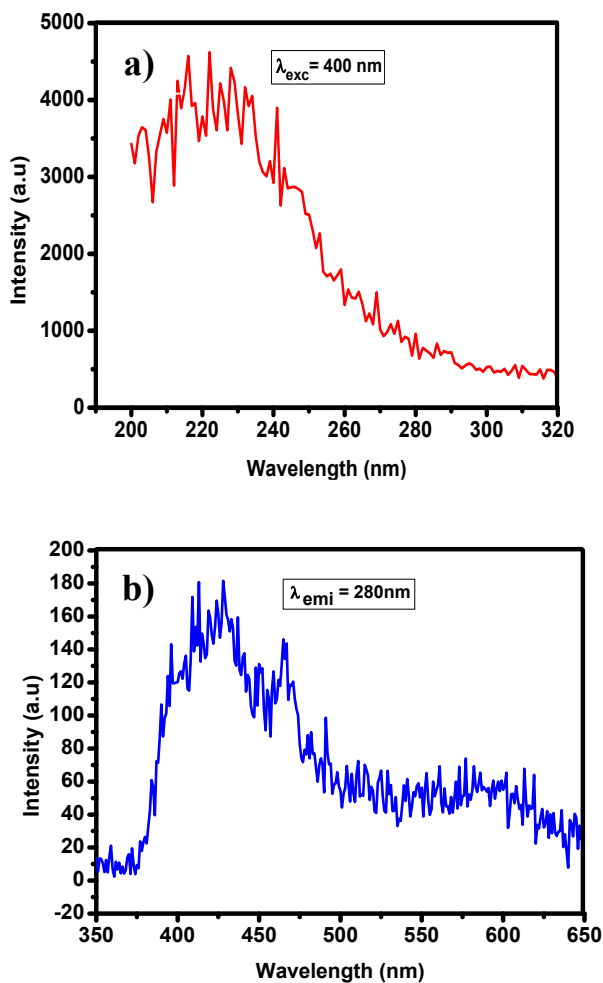 5000
a)
λexc= 400 nm
4000
3000
2000
1000
0
Intensity (a.u)
200 220 240 260 280 300 320
Wavelength (nm)
200
b)
λemi = 280nm
180
160
140
120
100
80
60
40
20
0
-20
Intensity (a.u)
350 400 450 500 550 600 650
Wavelength (nm)